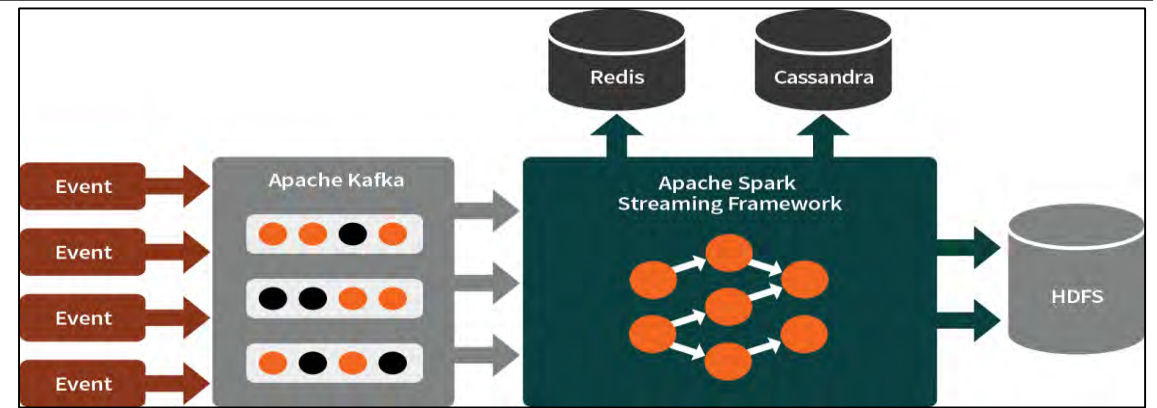 Redis
Cassandra
Event
Event
Event
Event
Apache Kafka
Apache Spark
Streaming Framework
HDFS